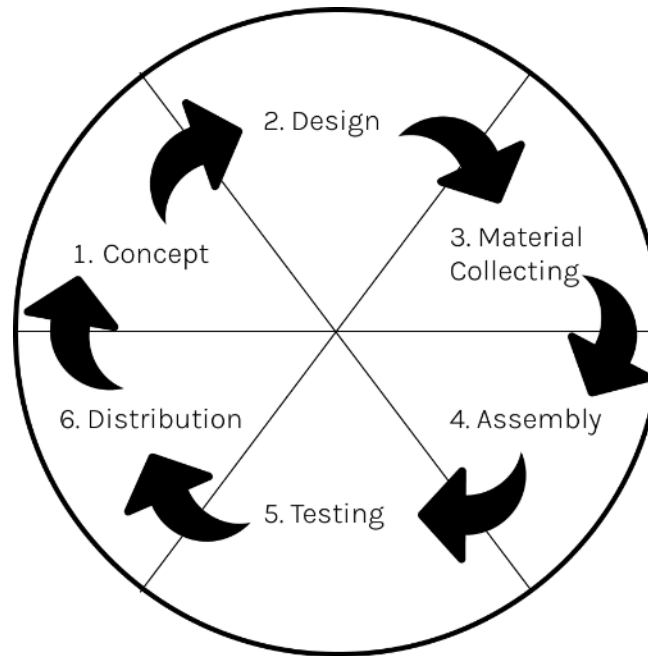 1. Concept
2. Design
3. Material
Collecting
4. Assembly
5. Testing
6. Distribution